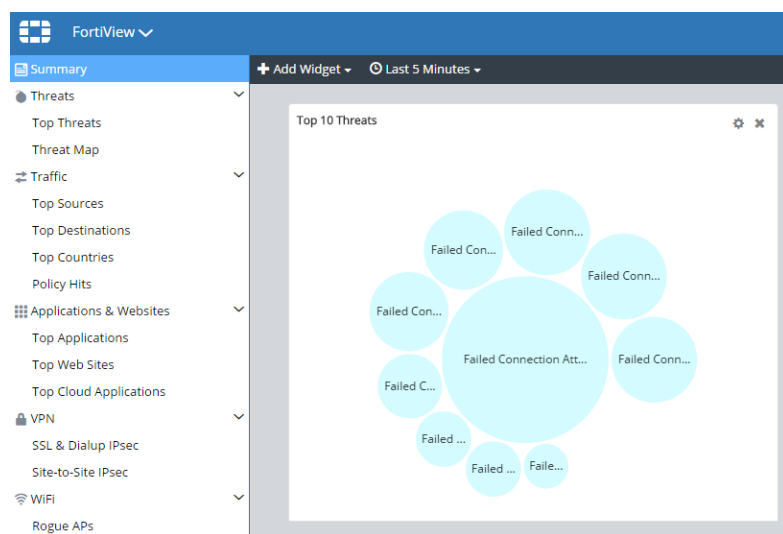 FortiView
Summary
Add Widget
Last 5 Minutes
Threats
Top Threats
Threat Map
Traffic
Top Sources
Top Destinations
Top Countries
Policy Hits
Applications & Websites
Top Applications
Top Web Sites
Top Cloud Applications
VPN
SSL & Dialup IPsec
Site-to-Site IPsec
WiFi
Rogue APs
Top 10 Threats
Failed Conn...
Failed Con...
Failed Conn...
Failed Con...
Failed Connection Att...
Failed Conn...
Failed C...
Failed ...
Failed ...
Faile...